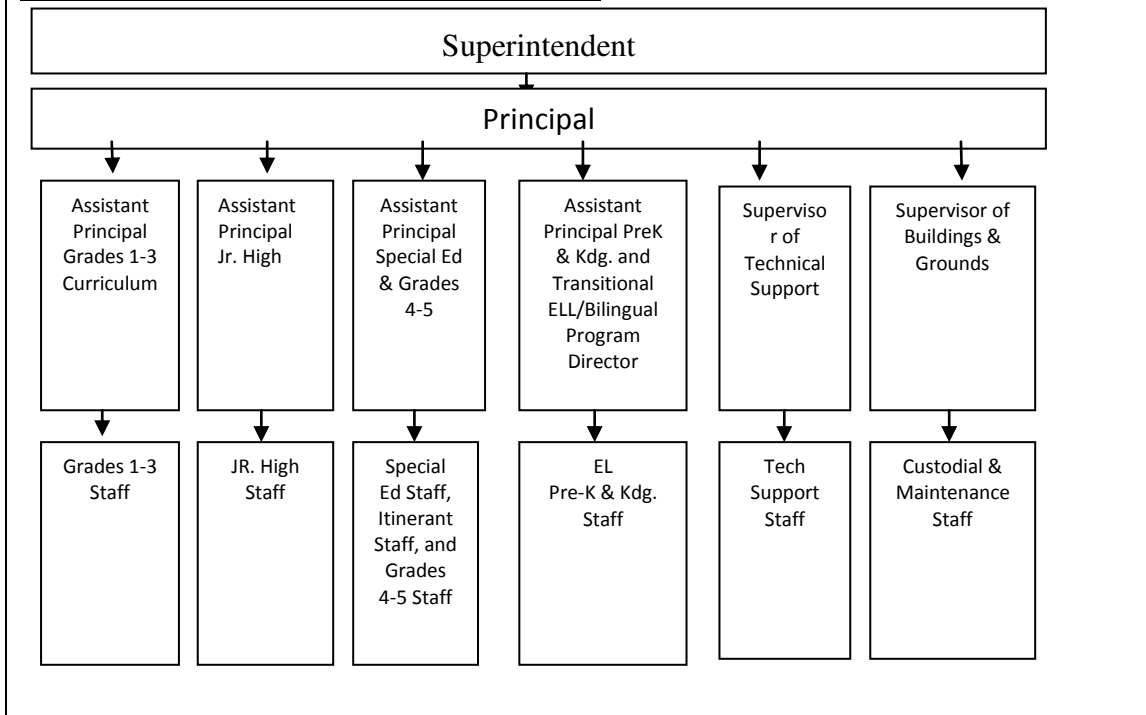 Superintendent
Principal
Assistant
Principal
Grades 1-3
Curriculum
Assistant
Principal
Jr. High
Assistant
Principal
Special Ed
& Grades
4-5
Assistant
Principal PreK
& Kdg. and
Transitional
ELL/Bilingual
Program
Director
Superviso
r of
Technical
Support
Supervisor of
Buildings &
Grounds
Grades 1-3
Staff
JR. High
Staff
Special
Ed Staff,
Itinerant
Staff, and
Grades
4-5 Staff
EL
Pre-K & Kdg.
Staff
Tech
Support
Staff
Custodial &
Maintenance
Staff